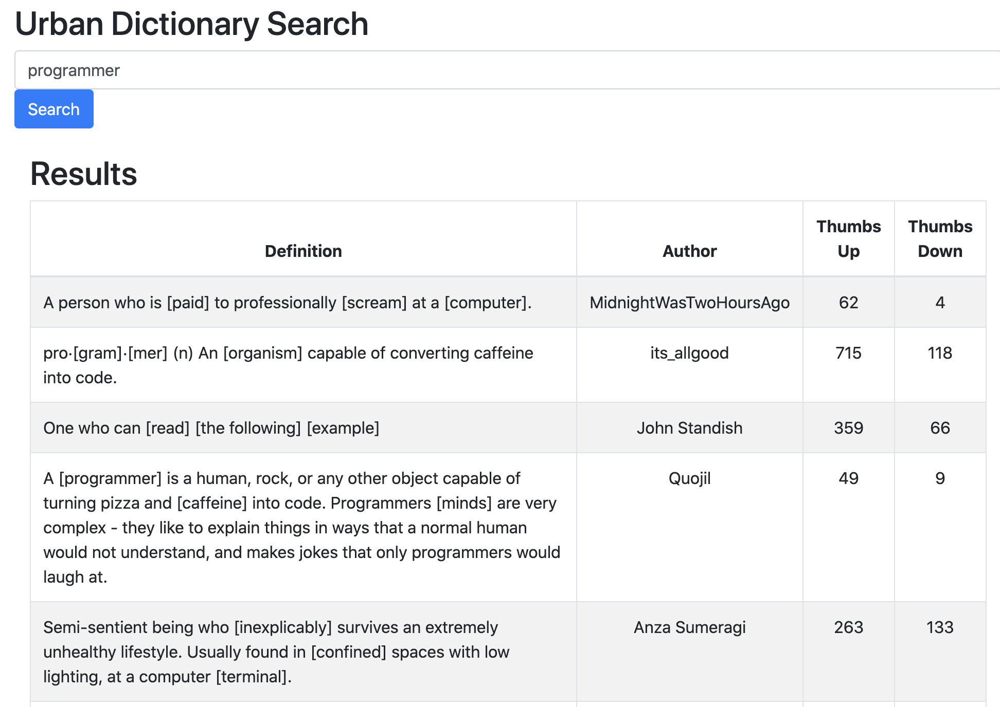 Urban Dictionary Search
programmer
Search
Results
Definition
Author
Thumbs
Up
Thumbs
Down
A person who is [paid] to professionally [scream] at a [computer].
MidnightWasTwoHoursAgo
62
4
pro·[gram]·[mer] (n) An [organism] capable of converting caffeine
into code.
its_allgood
715
118
One who can [read] [the following] [example]
John Standish
359
66
A [programmer] is a human, rock, or any other object capable of
turning pizza and [caffeine] into code. Programmers [minds] are very
complex - they like to explain things in ways that a normal human
would not understand, and makes jokes that only programmers would
laugh at.
Quojil
49
9
Semi-sentient being who [inexplicably] survives an extremely
unhealthy lifestyle. Usually found in [confined] spaces with low
lighting, at a computer [terminal].
Anza Sumeragi
263
133